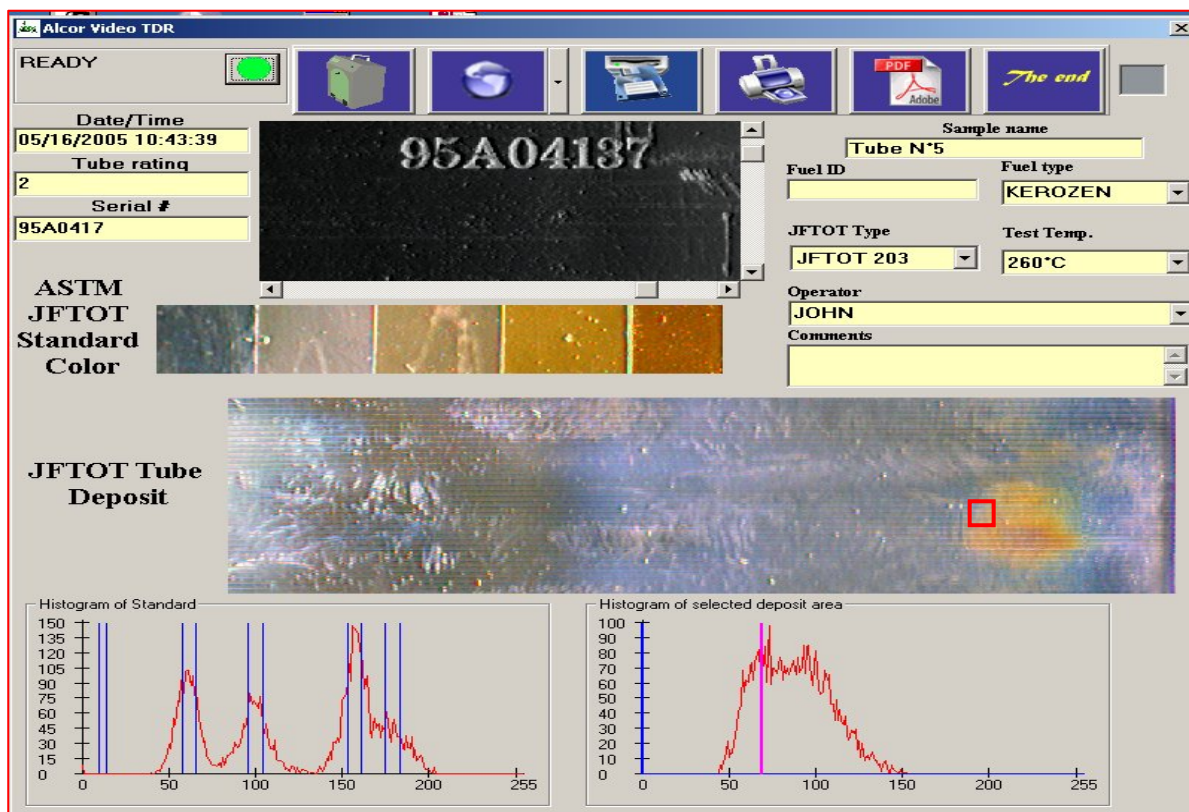 Alcor Video TDR
READY
PDF
Adobe
The end
Date/Time
05/16/2005 10:43:39
Tube rating
2
Serial #
95A0417
95A04137
Sample name
Tube N°5
Fuel ID
Fuel type
KEROZEN
JFTOT Type
JFTOT 203
Test Temp.
260°C
Operator
JOHN
Comments
ASTM
JFTOT
Standard
Color
JFTOT Tube
Deposit
Histogram of Standard
150
135
120
105
90
75
60
45
30
15
0
0 50 100 150 200 255
Histogram of selected deposit area
100
90
80
70
60
50
40
30
20
10
0
0 50 100 150 200 255